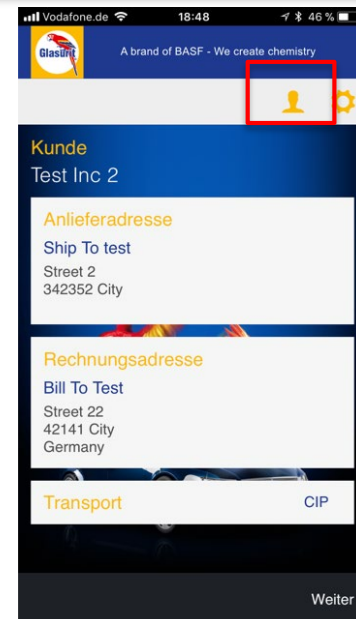 Vodafone.de 18:48 46 %
Glasurit A brand of BASF - We create chemistry
Kunde
Test Inc 2
Anlieferadresse
Ship To test
Street 2
342352 City
Rechnungsadresse
Bill To Test
Street 22
42141 City
Germany
Transport CIP
Weiter